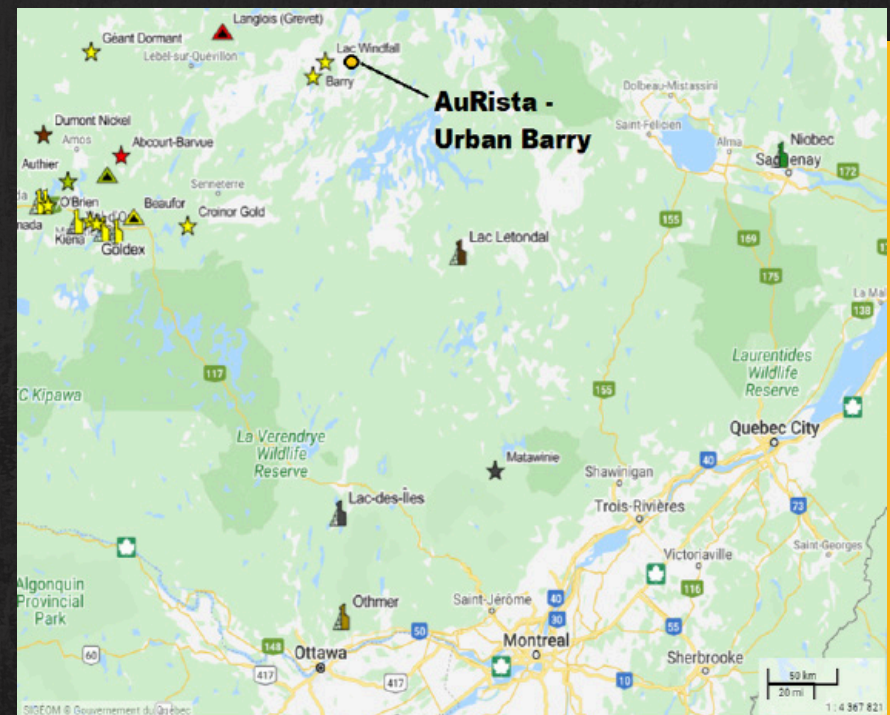 Langlois (Grevet)
Géant Dormant
Lebel-sur-Quévillon
Lac Windfall
Barry
AuRista -
Urban Barry
Dolbeau-Mistassini
Saint-Félicien
Alma
Niobec
Saguenay
172
Dumont Nickel
Amos
Abcourt-Barvue
Authier
Senneterre
O'Brien
Beaufor
Croinor Gold
Kiena
Goldex
155
169
175
Lac Letondal
La Mal
138
117
Laurentides
Wildlife
Reserve
C Kipawa
155
La Verendrye
Wildlife
Reserve
Quebec City
Matawinie
40
Shawinigan
Lac-des-Îles
Trois-Rivières
73
Saint-Georges
Victoriaville
Algonquin
Provincial
Park
116
Othmer
Saint-Jérôme
40
30
50
55
148
60
Ottawa
Montreal
Sherbrooke
417
417
10
50 km
20 mi
SIGÉOM © Gouvernement du Québec
1 : 4 367 821